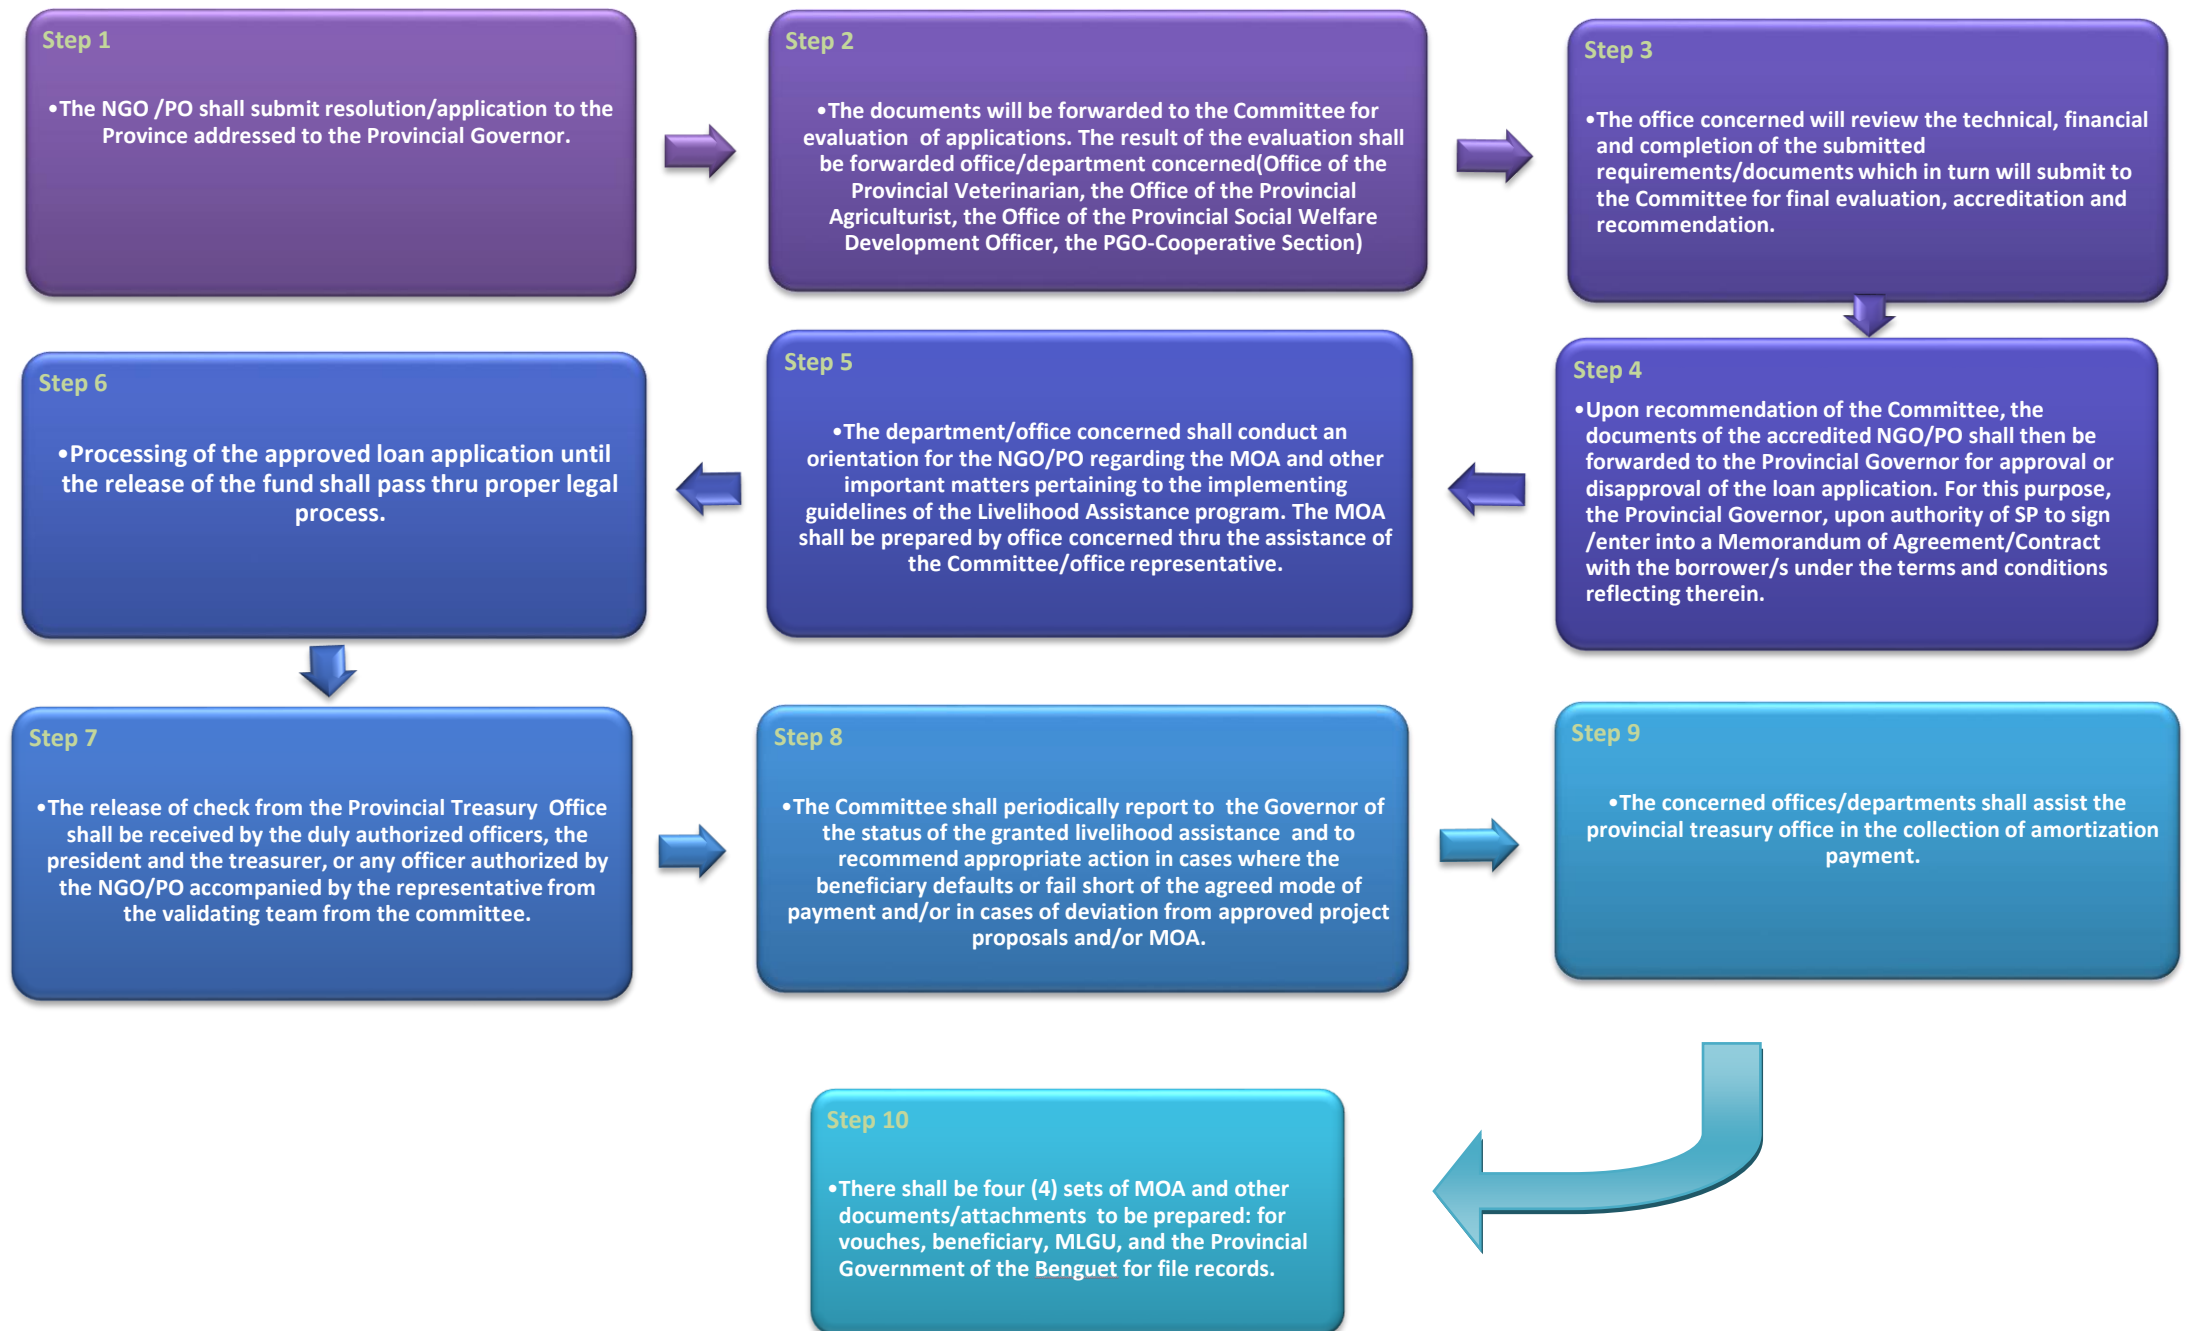 Step 1
•The NGO /PO shall submit resolution/application to the
Province addressed to the Provincial Governor.
Step 2
•The documents will be forwarded to the Committee for
evaluation  of applications. The result of the evaluation shall
be forwarded office/department concerned(Office of the
Provincial Veterinarian, the Office of the Provincial
Agriculturist, the Office of the Provincial Social Welfare
Development Officer, the PGO-Cooperative Section)
Step 3
•The office concerned will review the technical, financial
and completion of the submitted
requirements/documents which in turn will submit to
the Committee for final evaluation, accreditation and
recommendation.
Step 4
•Upon recommendation of the Committee, the
documents of the accredited NGO/PO shall then be
forwarded to the Provincial Governor for approval or
disapproval of the loan application. For this purpose,
the Provincial Governor, upon authority of SP to sign
/enter into a Memorandum of Agreement/Contract
with the borrower/s under the terms and conditions
reflecting therein.
Step 5
•The department/office concerned shall conduct an
orientation for the NGO/PO regarding the MOA and other
important matters pertaining to the implementing
guidelines of the Livelihood Assistance program. The MOA
shall be prepared by office concerned thru the assistance of
the Committee/office representative.
Step 6
•Processing of the approved loan application until
the release of the fund shall pass thru proper legal
process.
Step 7
•The release of check from the Provincial Treasury  Office
shall be received by the duly authorized officers, the
president and the treasurer, or any officer authorized by
the NGO/PO accompanied by the representative from
the validating team from the committee.
Step 8
•The Committee shall periodically report to  the Governor of
the status of the granted livelihood assistance  and to
recommend appropriate action in cases where the
beneficiary defaults or fail short of the agreed mode of
payment and/or in cases of deviation from approved project
proposals and/or MOA.
Step 9
•The concerned offices/departments shall assist the
provincial treasury office in the collection of amortization
payment.
Step 10
•There shall be four (4) sets of MOA and other
documents/attachments  to be prepared: for
vouches, beneficiary, MLGU, and the Provincial
Government of the Benguet for file records.